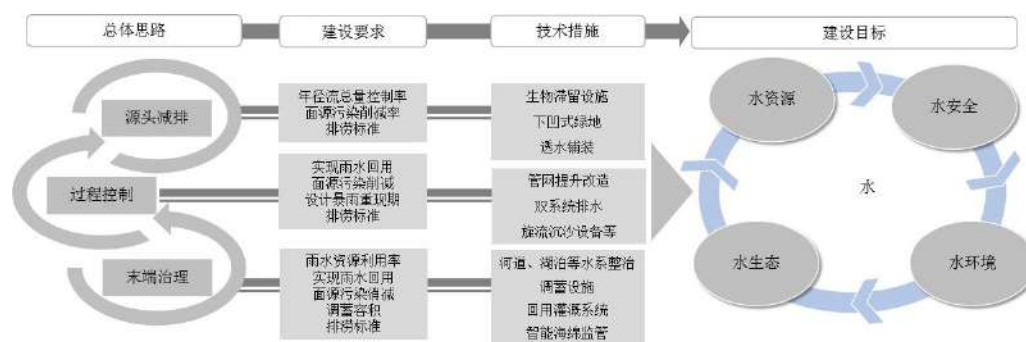 总体思路
建设要求
技术措施
建设目标
源头减排
年径流总量控制率
面源污染削减率
排涝标准
生物滞留设施
下凹式绿地
透水铺装
过程控制
实现雨水回用
面源污染削减
设计暴雨重现期
排涝标准
管网提升改造
双系统排水
旋流沉沙设备等
末端治理
雨水资源利用率
实现雨水回用
面源污染消减
调蓄容积
排捞标准
河道、湖泊等水系整治
调蓄设施
回用灌溉系统
智能海绵监管
水资源
水安全
水
水生态
水环境